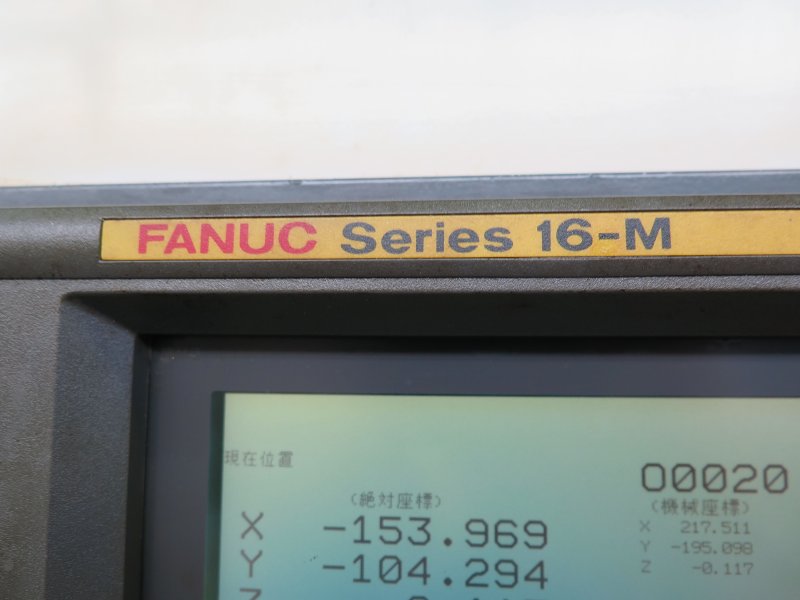 FANUC Series 16-M
現在位置
O0020
(絶対座標)
(機械座標)
X -153.969
X 217.511
Y -104.294
Y -195.098
Z
Z -0.117